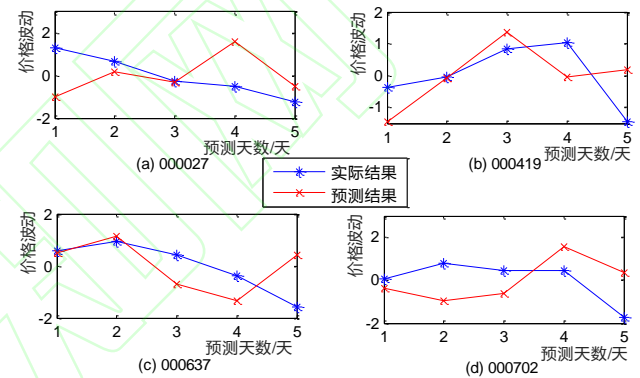 价格波动
2
0
-2
1 2 3 4 5
预测天数/天
(a) 000027
价格波动
2
1
0
1
1 2 3 4 5
预测天数/天
(b) 000419
实际结果
预测结果
价格波动
2
0
-2
1 2 3 4 5
预测天数/天
(c) 000637
价格波动
2
0
-2
1 2 3 4 5
预测天数/天
(d) 000702